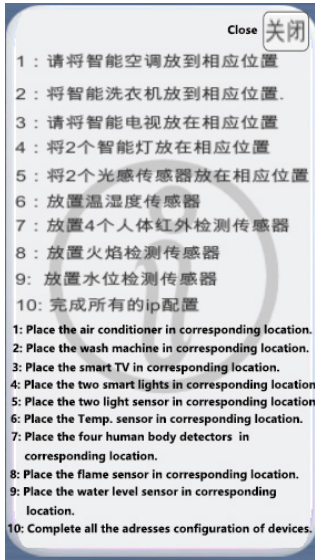 Close 关闭
1：请将智能空调放到相应位置
2：将智能洗衣机放到相应位置.
3：请将智能电视放在相应位置
4：将2个智能灯放在相应位置
5：将2个光感传感器放在相应位置
6：放置温湿度传感器
7：放置4个人体红外检测传感器
8：放置火焰检测传感器
9: 放置水位检测传感器
10: 完成所有的ip配置
1: Place the air conditioner in corresponding location.
2: Place the wash machine in corresponding location.
3: Place the smart TV in corresponding location.
4: Place the two smart lights in corresponding location
5: Place the two light sensor in corresponding location
6: Place the Temp. sensor in corresponding location.
7: Place the four human body detectors in
corresponding location.
8: Place the flame sensor in corresponding location.
9: Place the water level sensor in corresponding
location.
10: Complete all the adresses configuration of devices.